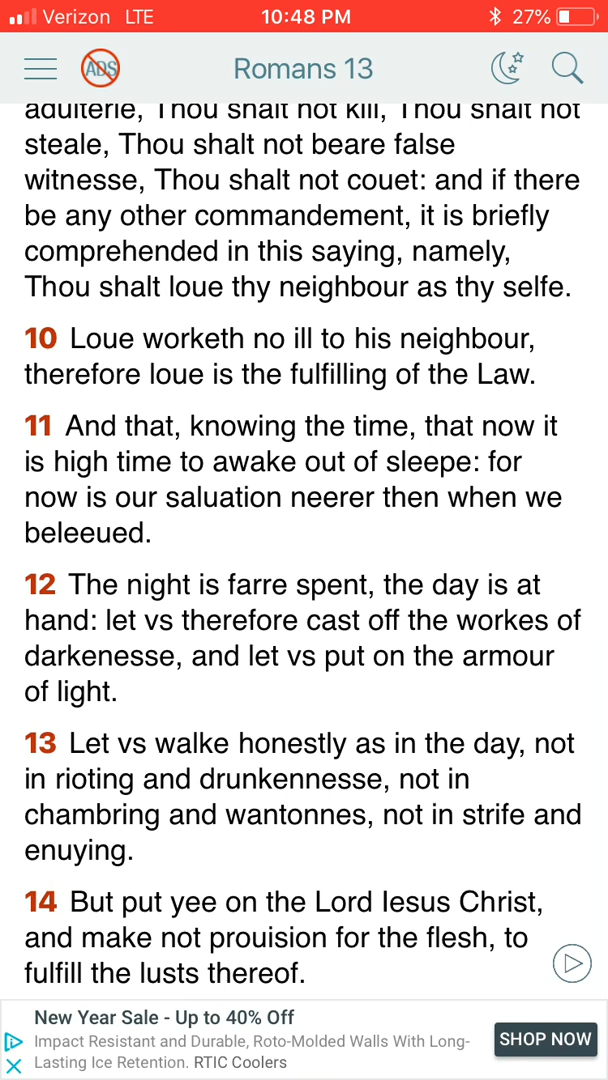 Verizon LTE 10:48 PM 27%
ADS Romans 13
adulterie, Thou shalt not kill, Thou shalt not
steale, Thou shalt not beare false
witnesse, Thou shalt not couet: and if there
be any other commandement, it is briefly
comprehended in this saying, namely,
Thou shalt loue thy neighbour as thy selfe.
10 Loue worketh no ill to his neighbour,
therefore loue is the fulfilling of the Law.
11 And that, knowing the time, that now it
is high time to awake out of sleepe: for
now is our saluation neerer then when we
beleeued.
12 The night is farre spent, the day is at
hand: let vs therefore cast off the workes of
darkenesse, and let vs put on the armour
of light.
13 Let vs walke honestly as in the day, not
in rioting and drunkennesse, not in
chambring and wantonnes, not in strife and
enuying.
14 But put yee on the Lord Iesus Christ,
and make not prouision for the flesh, to
fulfill the lusts thereof.
New Year Sale - Up to 40% Off
Impact Resistant and Durable, Roto-Molded Walls With Long-
Lasting Ice Retention. RTIC Coolers
SHOP NOW